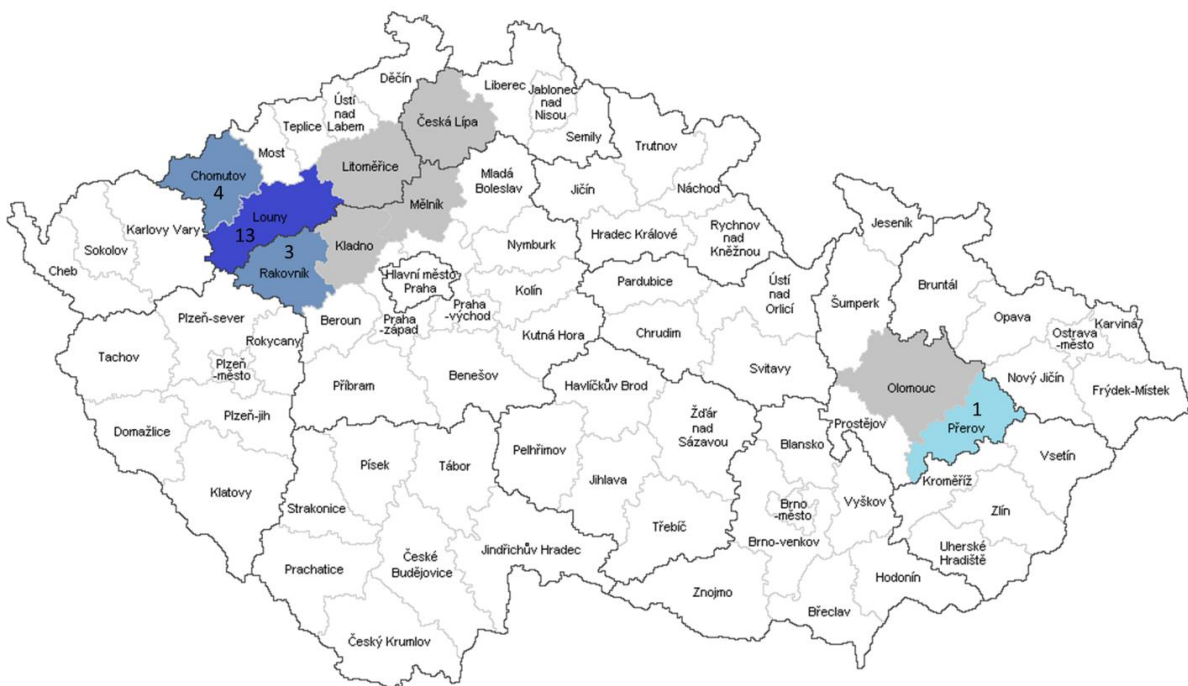 Děčín
Liberec
Jablonec
nad
Nisou
Ústí
nad
Labem
Teplice
Česká Lípa
Semily
Trutnov
Most
Chomutov
4
Litoměřice
Mladá
Boleslav
Jičín
Náchod
Mělník
Louny
13
Jeseník
Karlovy Vary
Sokolov
Cheb
3
Rakovník
Kladno
Nymburk
Hradec Králové
Rychnov
nad
Kněžnou
Hlavní město
Praha
Kolín
Pardubice
Ústí
nad
Orlicí
Šumperk
Bruntál
Opava
Ostrava
-město
Karviná7
Plzeň-sever
Beroun
Praha
-západ
Praha
-východ
Kutná Hora
Chrudim
Rokycany
Tachov
Plzeň
-město
Příbram
Benešov
Havlíčkův Brod
Svitavy
Olomouc
Nový Jičín
Frýdek-Místek
1
Přerov
Prostějov
Plzeň-jih
Domažlice
Žďár
nad
Sázavou
Pelhřimov
Blansko
Vsetín
Písek
Tábor
Klatovy
Jihlava
Kroměříž
Vyškov
Brno
-město
Zlín
Strakonice
Třebíč
Brno-venkov
Uherské
Hradiště
Jindřichův Hradec
České
Budějovice
Prachatice
Hodonín
Znojmo
Břeclav
Český Krumlov